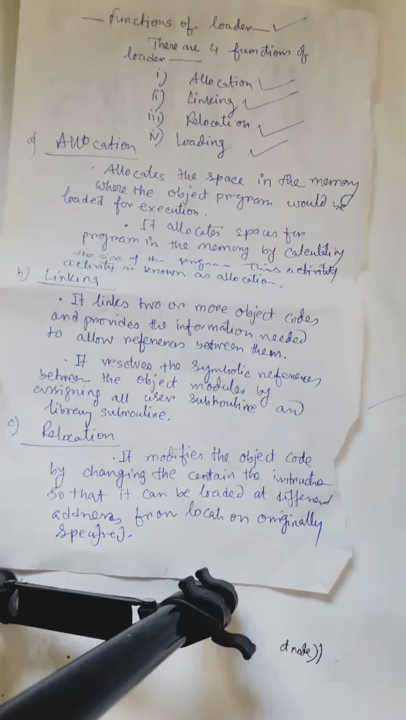 Functions of loader
There are 4 functions of
loader
i) Allocation
ii) Linking
iii) Relocation
iv) Loading
a) Allocation
• Allocates the space in the memory
where the object program would be
loaded for execution.
• It allocates spaces for
program in the memory by calculating
the size of the program. This activity
activity is known as allocation.
b) Linking
• It links two or more object codes
and provides the information needed
to allow references between them.
• It resolves the symbolic references
between the object modules by
assigning all user subroutine and
library subroutine.
c) Relocation
• It modifies the object code
by changing the certain the
so that it can be loaded at different
address from location originally
specified.